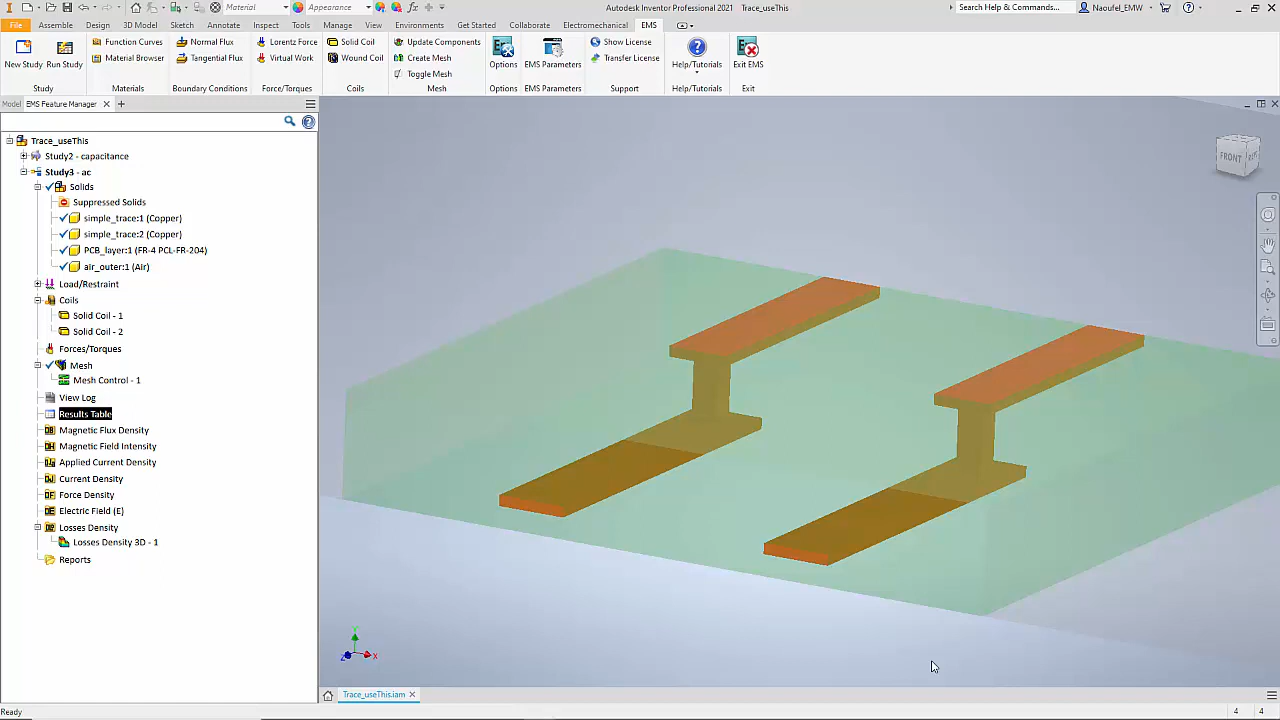 Material
Appearance
Autodesk Inventor Professional 2021 Trace_useThis
Search Help & Commands...
Naoufel_EMW
File Assemble Design 3D Model Sketch Annotate Inspect Tools Manage View Environments Get Started Collaborate Electromechanical EMS
New Study
Run Study
Study
Function Curves
Material Browser
Materials
Normal Flux
Tangential Flux
Boundary Conditions
Lorentz Force
Virtual Work
Force/Torques
Solid Coil
Wound Coil
Coils
Update Components
Create Mesh
Toggle Mesh
Mesh
Options
Options
EMS Parameters
EMS Parameters
Show License
Transfer License
Support
Help/Tutorials
Help/Tutorials
Exit EMS
Exit
Model EMS Feature Manager
Trace_useThis
Study2 - capacitance
Study3 - ac
Solids
Suppressed Solids
simple_trace:1 (Copper)
simple_trace:2 (Copper)
PCB_layer:1 (FR-4 PCL-FR-204)
air_outer:1 (Air)
Load/Restraint
Coils
Solid Coil - 1
Solid Coil - 2
Forces/Torques
Mesh
Mesh Control - 1
View Log
Results Table
Magnetic Flux Density
Magnetic Field Intensity
Applied Current Density
Current Density
Force Density
Electric Field (E)
Losses Density
Losses Density 3D - 1
Reports
FRONT
Y
Z
X
Trace_useThis.iam
Ready
4 4